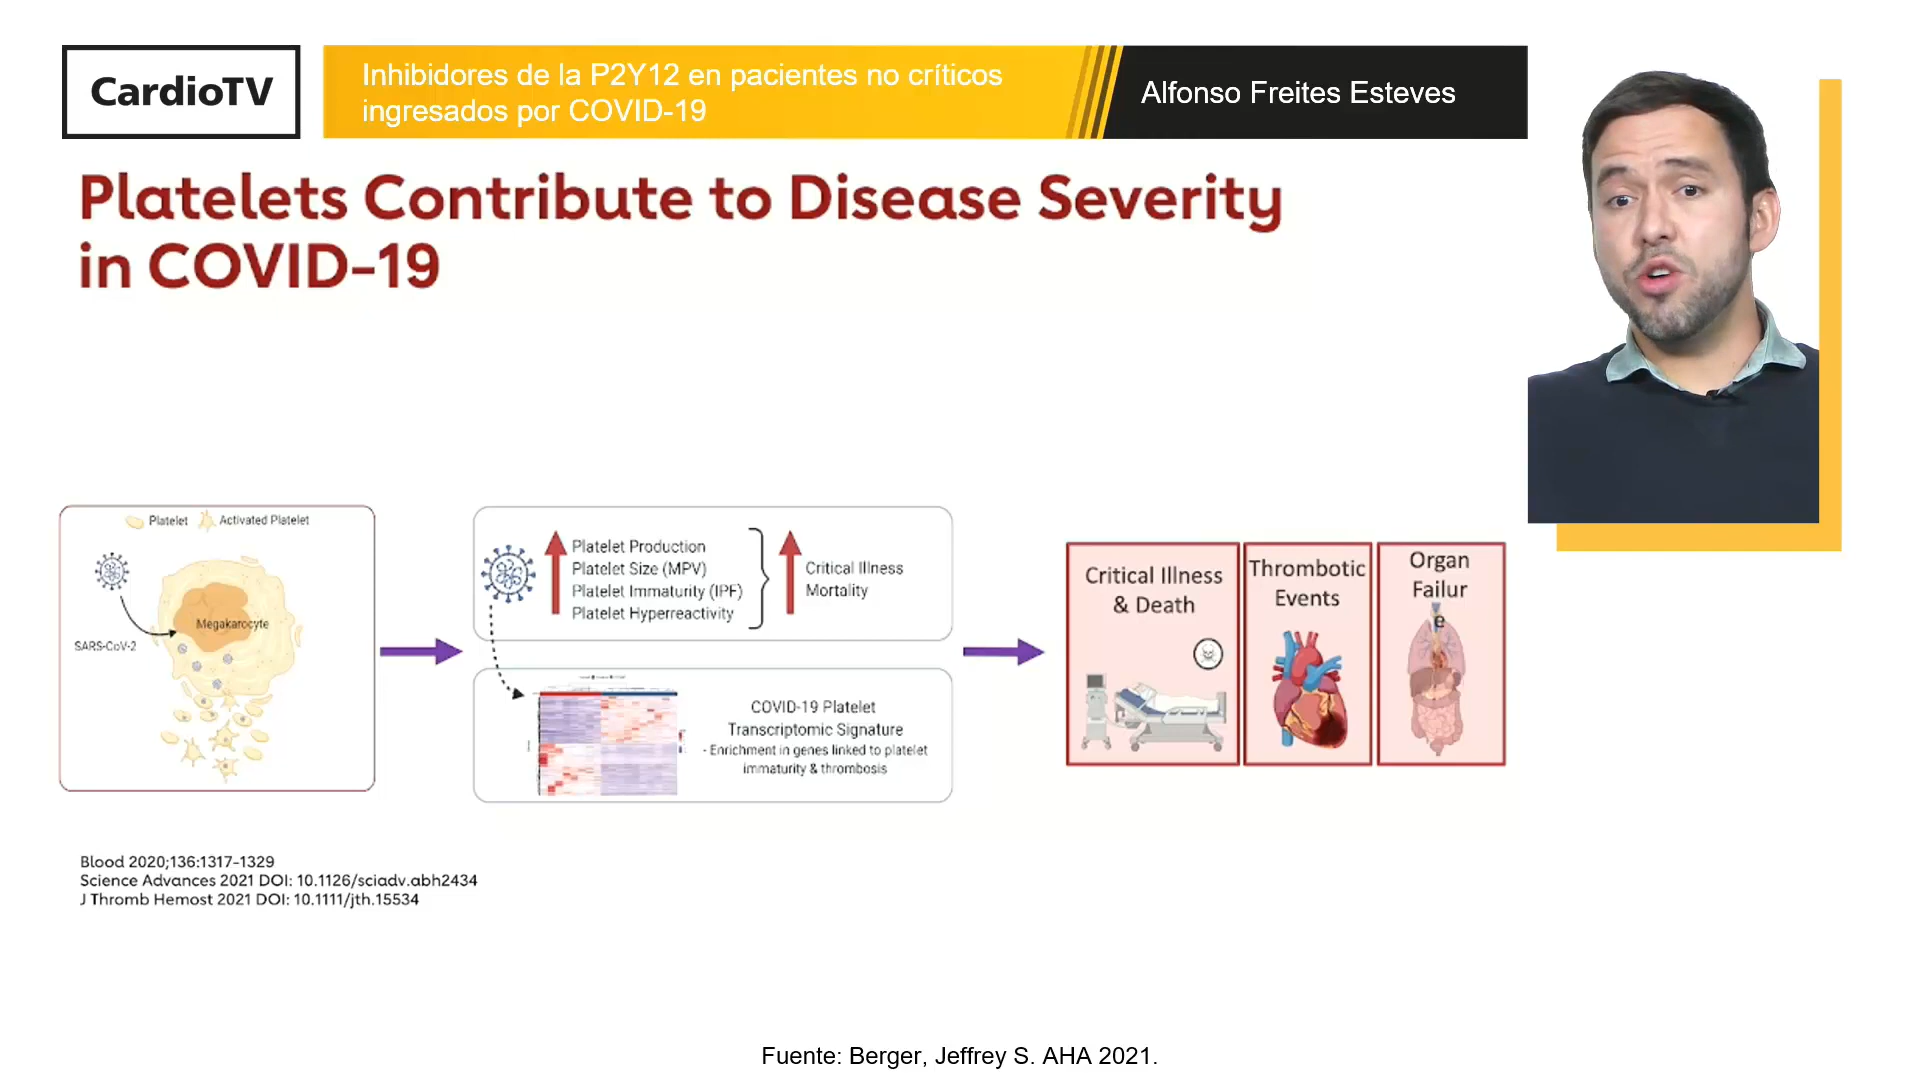 CardioTV
Inhibidores de la P2Y12 en pacientes no críticos
ingresados por COVID-19
Alfonso Freites Esteves
Platelets Contribute to Disease Severity
in COVID-19
Platelet
Activated Platelet
SARS-CoV-2
Megakarocyte
Platelet Production
Platelet Size (MPV)
Platelet Immaturity (IPF)
Platelet Hyperreactivity
Critical Illness
Mortality
COVID-19 Platelet
Transcriptomic Signature
- Enrichment in genes linked to platelet
immaturity & thrombosis
Critical Illness
& Death
Thrombotic
Events
Organ
Failur
e
Blood 2020;136:1317-1329
Science Advances 2021 DOI: 10.1126/sciadv.abh2434
J Thromb Hemost 2021 DOI: 10.1111/jth.15534
Fuente: Berger, Jeffrey S. AHA 2021.